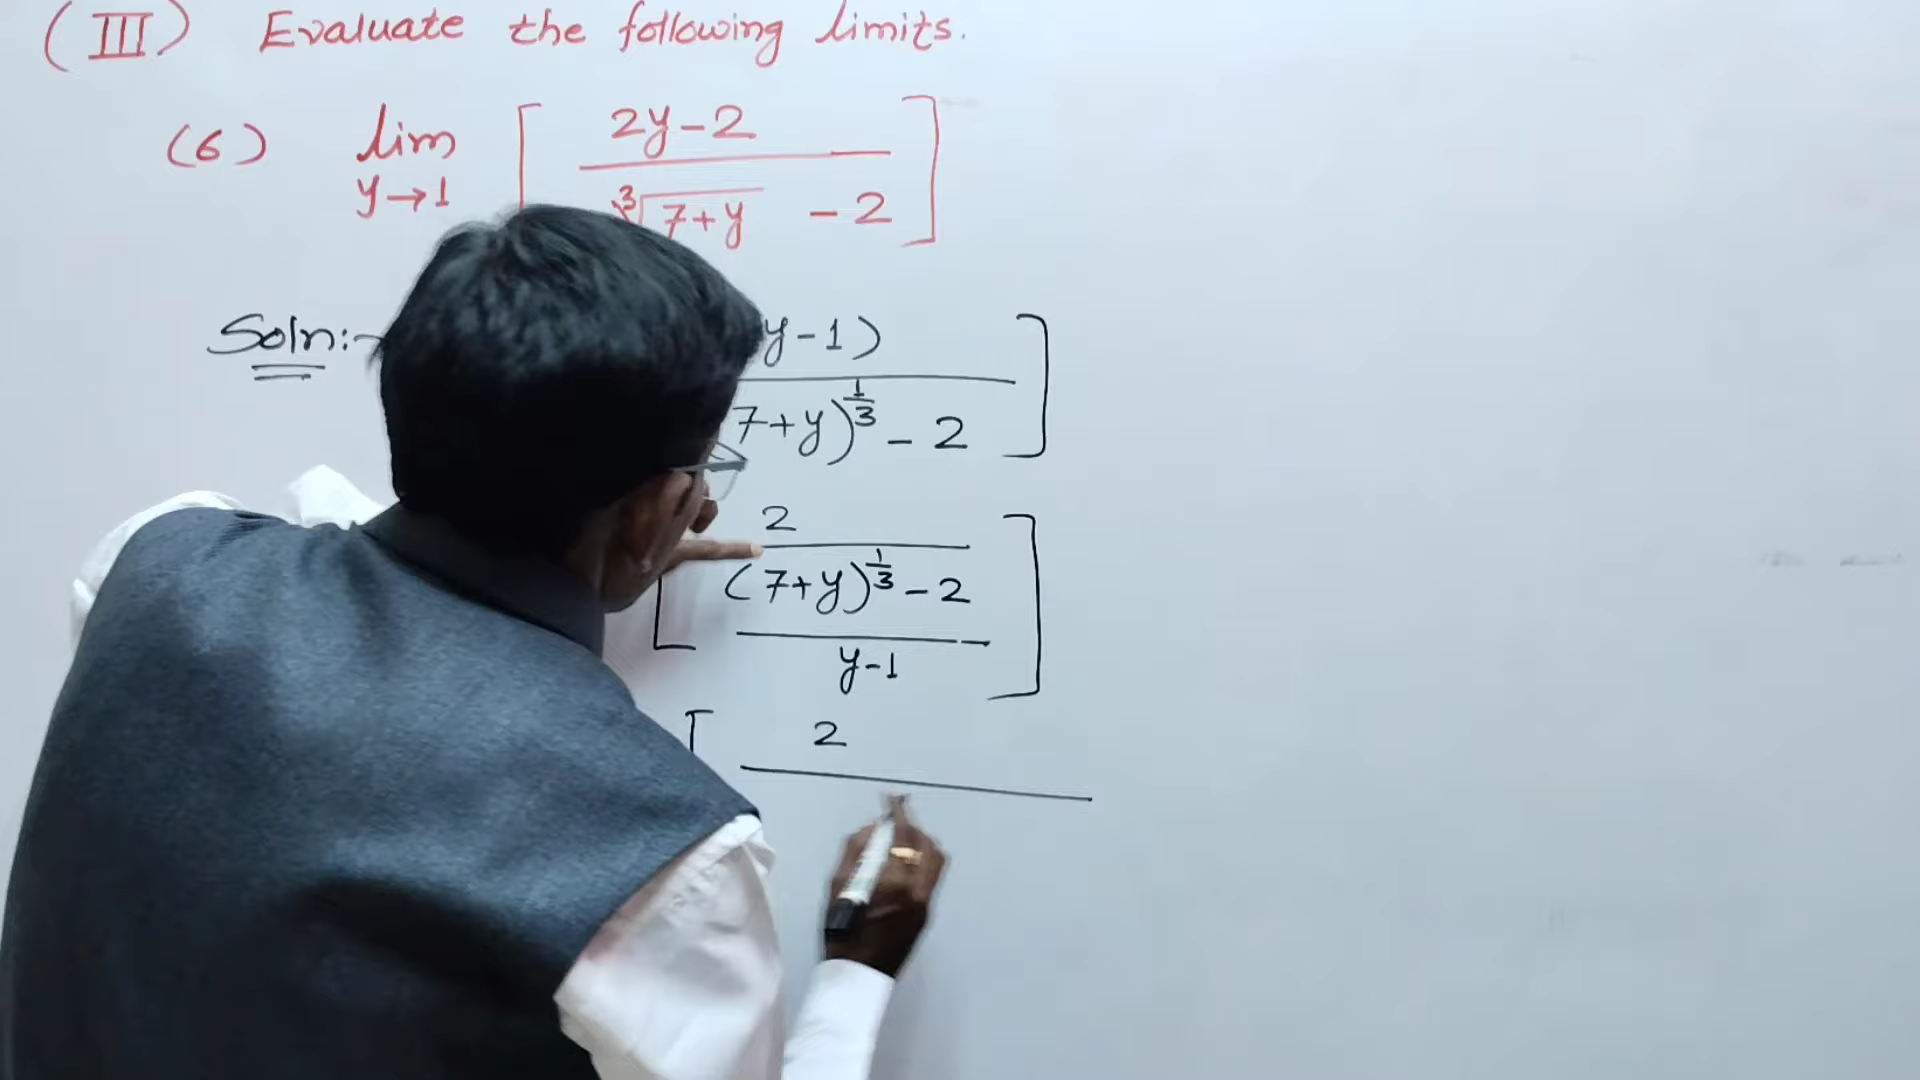 (III) Evaluate the following limits.
(6) lim y→1 [ 2y-2 / ∛7+y - 2 ]
Soln:- y-1) / 7+y)^1/3 - 2 ]
[ 2 / (7+y)^1/3 - 2 / y-1 ]
[ 2